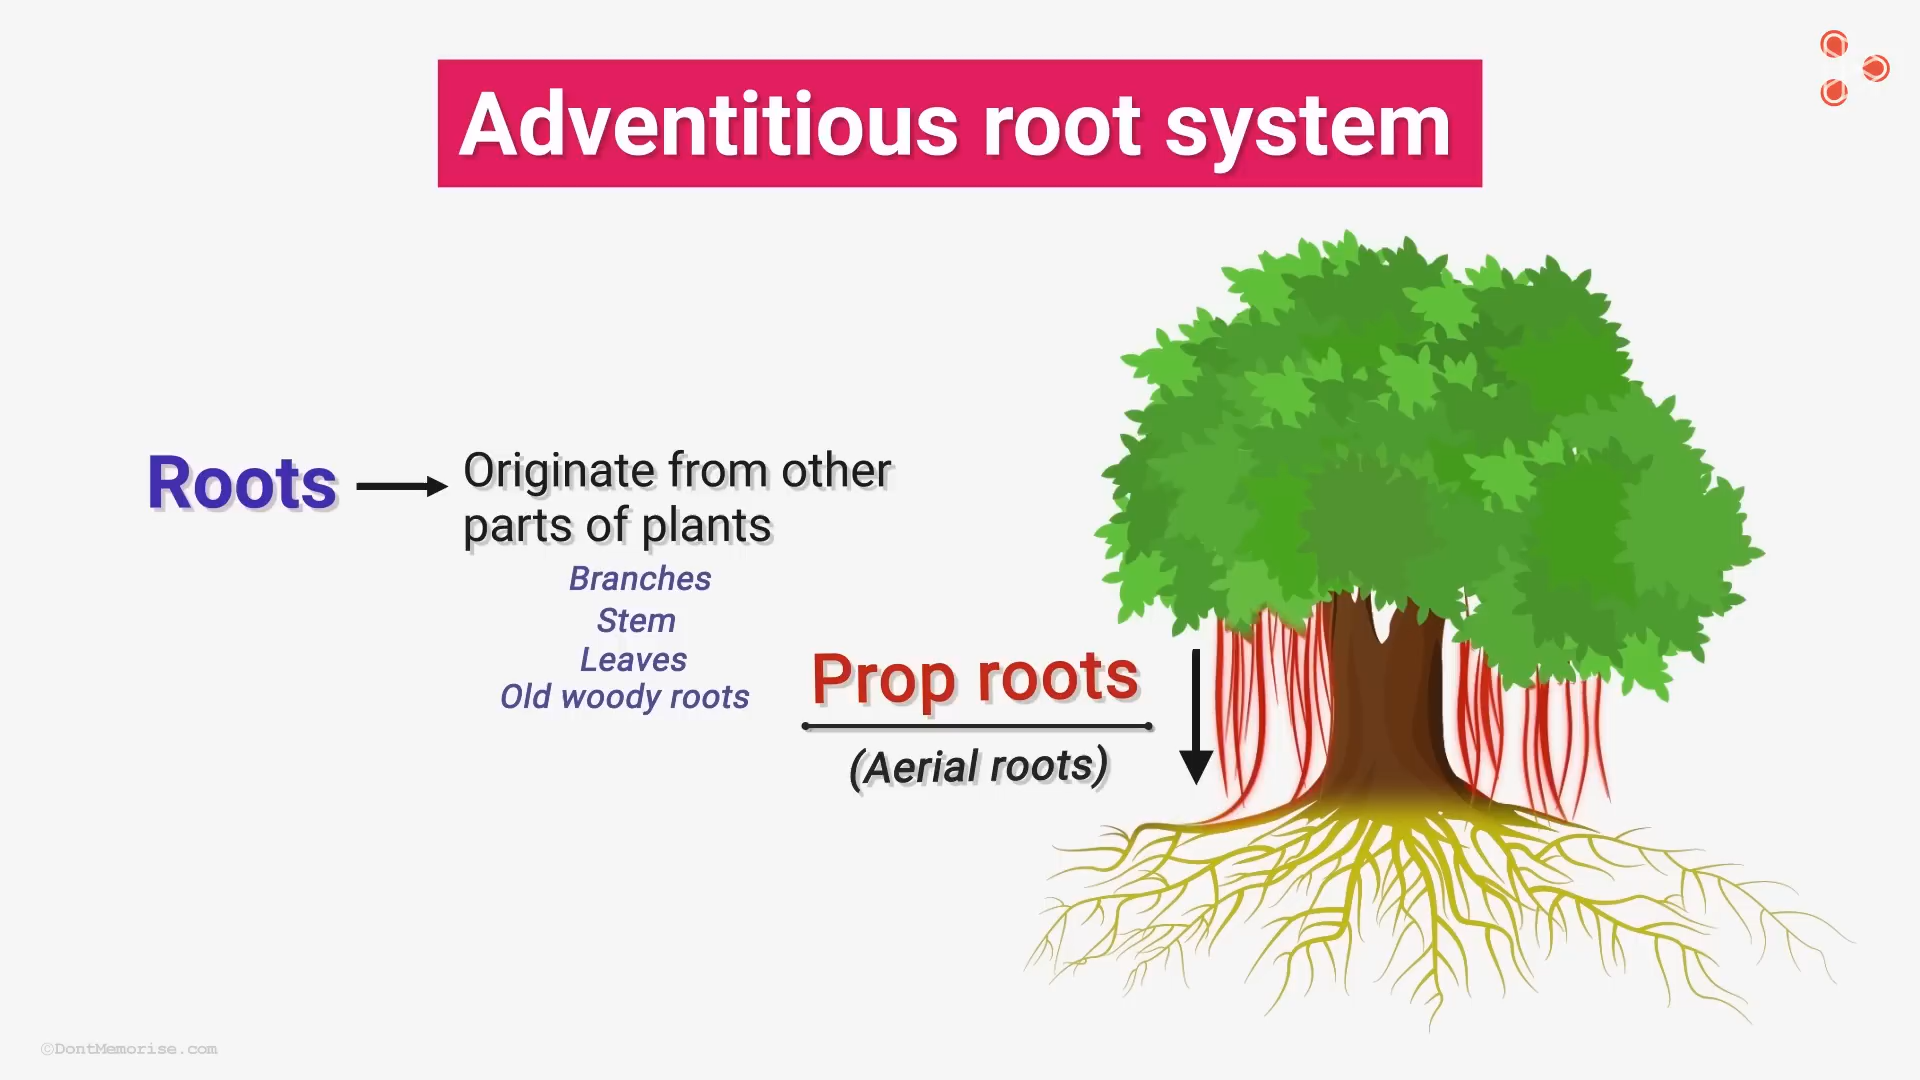 Adventitious root system
Roots
Originate from other
parts of plants
Branches
Stem
Leaves
Old woody roots
Prop roots
(Aerial roots)
©DontMemorise.com